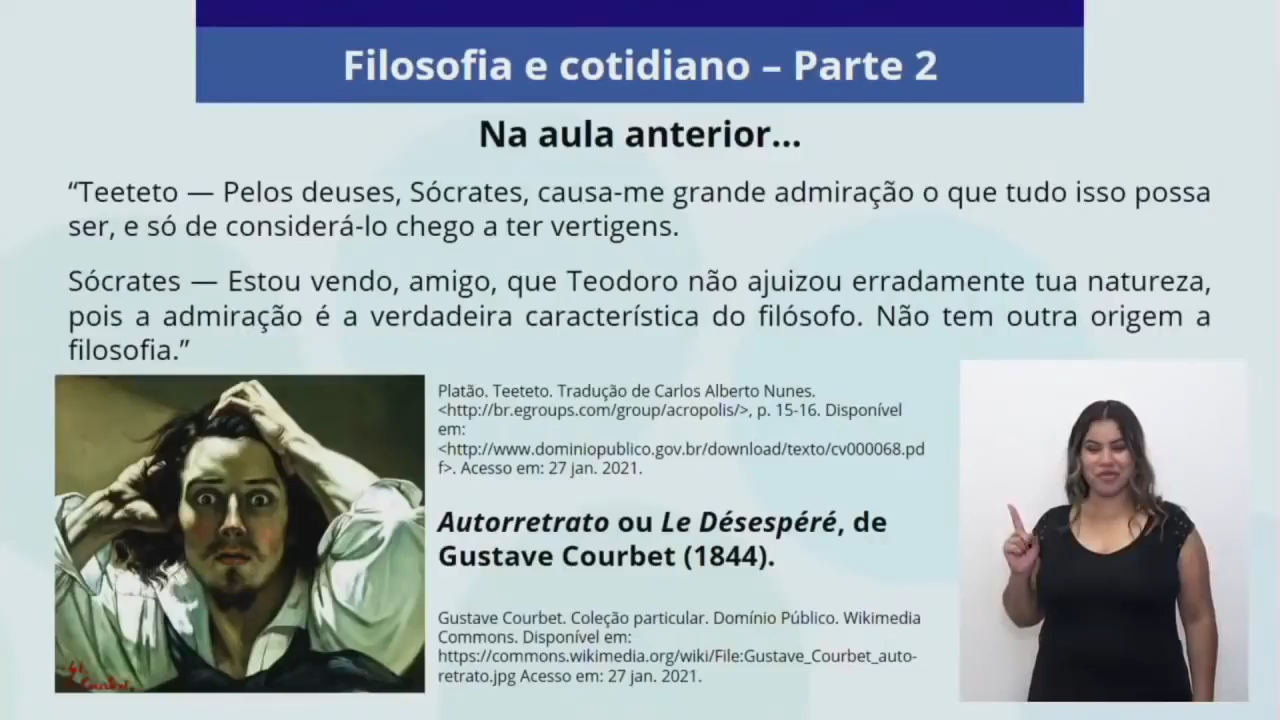 Filosofia e cotidiano – Parte 2
Na aula anterior...
“Teeteto — Pelos deuses, Sócrates, causa-me grande admiração o que tudo isso possa
ser, e só de considerá-lo chego a ter vertigens.
Sócrates — Estou vendo, amigo, que Teodoro não ajuizou erradamente tua natureza,
pois a admiração é a verdadeira característica do filósofo. Não tem outra origem a
filosofia.”
Platão. Teeteto. Tradução de Carlos Alberto Nunes.
<http://br.egroups.com/group/acropolis/>, p. 15-16. Disponível
em:
<http://www.dominiopublico.gov.br/download/texto/cv000068.pd
f>. Acesso em: 27 jan. 2021.
Autorretrato ou Le Désespéré, de
Gustave Courbet (1844).
Gustave Courbet. Coleção particular. Domínio Público. Wikimedia
Commons. Disponível em:
https://commons.wikimedia.org/wiki/File:Gustave_Courbet_auto-
retrato.jpg Acesso em: 27 jan. 2021.